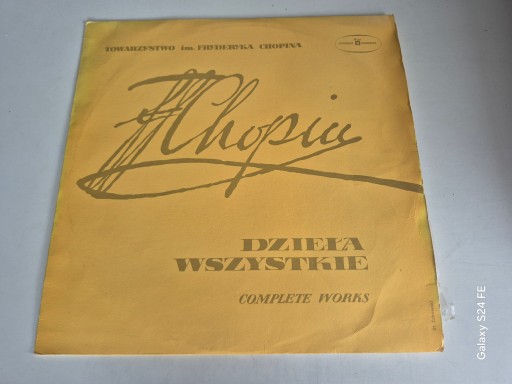 TOWARZYSTWO im. FRYDERYKA CHOPINA
Chopin
DZIEŁA
WSZYSTKIE
COMPLETE WORKS
Galaxy S24 FE